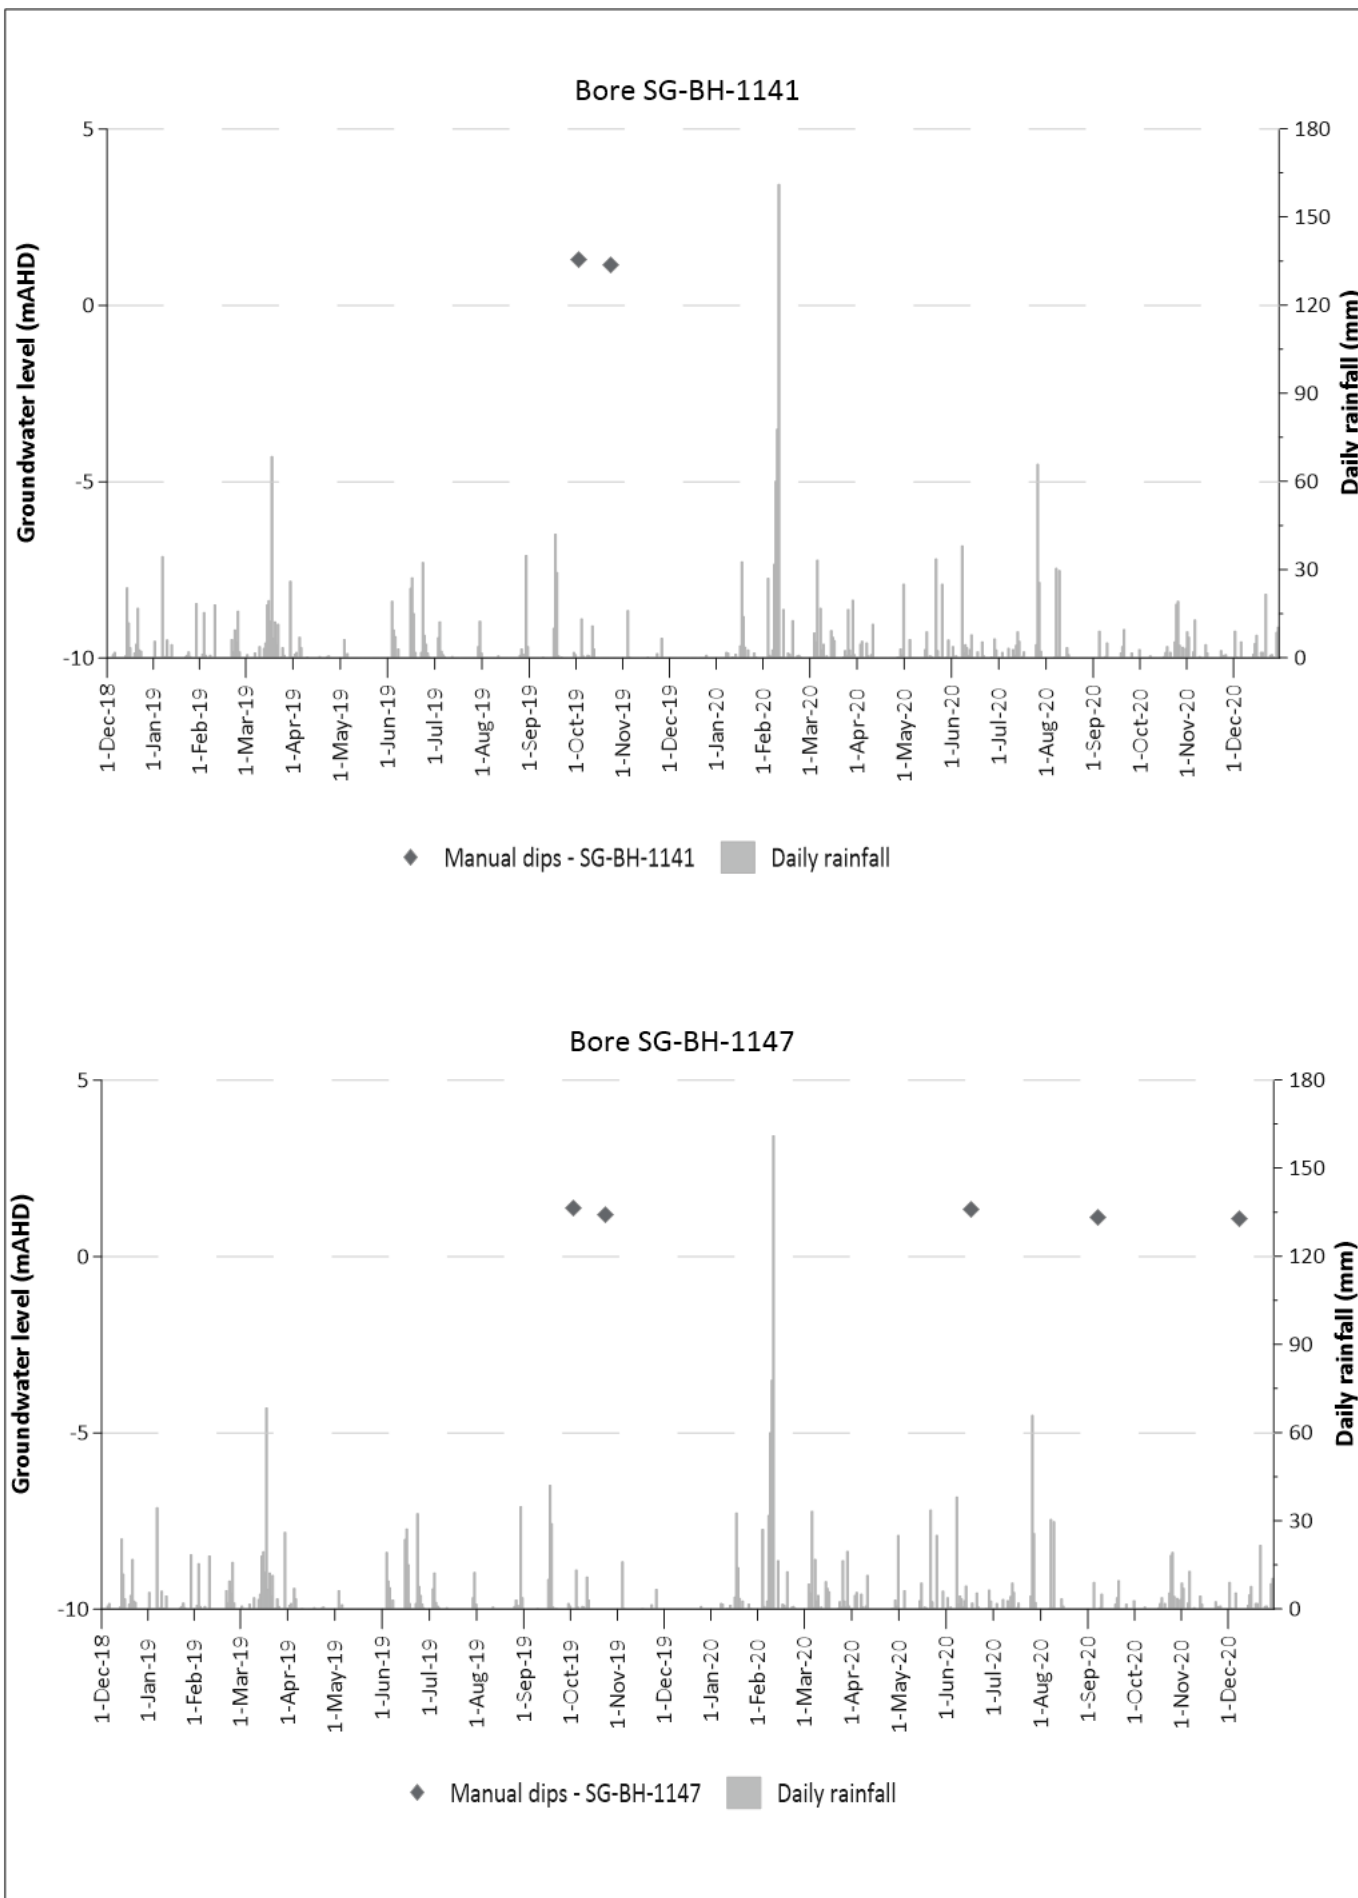 Bore SG-BH-1141
Groundwater level (mAHD)
5
0
-5
-10
180
150
120
90
60
30
0
Daily rainfall (mm)
1-Dec-18
1-Jan-19
1-Feb-19
1-Mar-19
1-Apr-19
1-May-19
1-Jun-19
1-Jul-19
1-Aug-19
1-Sep-19
1-Oct-19
1-Nov-19
1-Dec-19
1-Jan-20
1-Feb-20
1-Mar-20
1-Apr-20
1-May-20
1-Jun-20
1-Jul-20
1-Aug-20
1-Sep-20
1-Oct-20
1-Nov-20
1-Dec-20
Manual dips - SG-BH-1141 Daily rainfall
Bore SG-BH-1147
Groundwater level (mAHD)
5
0
-5
-10
180
150
120
90
60
30
0
Daily rainfall (mm)
1-Dec-18
1-Jan-19
1-Feb-19
1-Mar-19
1-Apr-19
1-May-19
1-Jun-19
1-Jul-19
1-Aug-19
1-Sep-19
1-Oct-19
1-Nov-19
1-Dec-19
1-Jan-20
1-Feb-20
1-Mar-20
1-Apr-20
1-May-20
1-Jun-20
1-Jul-20
1-Aug-20
1-Sep-20
1-Oct-20
1-Nov-20
1-Dec-20
Manual dips - SG-BH-1147 Daily rainfall